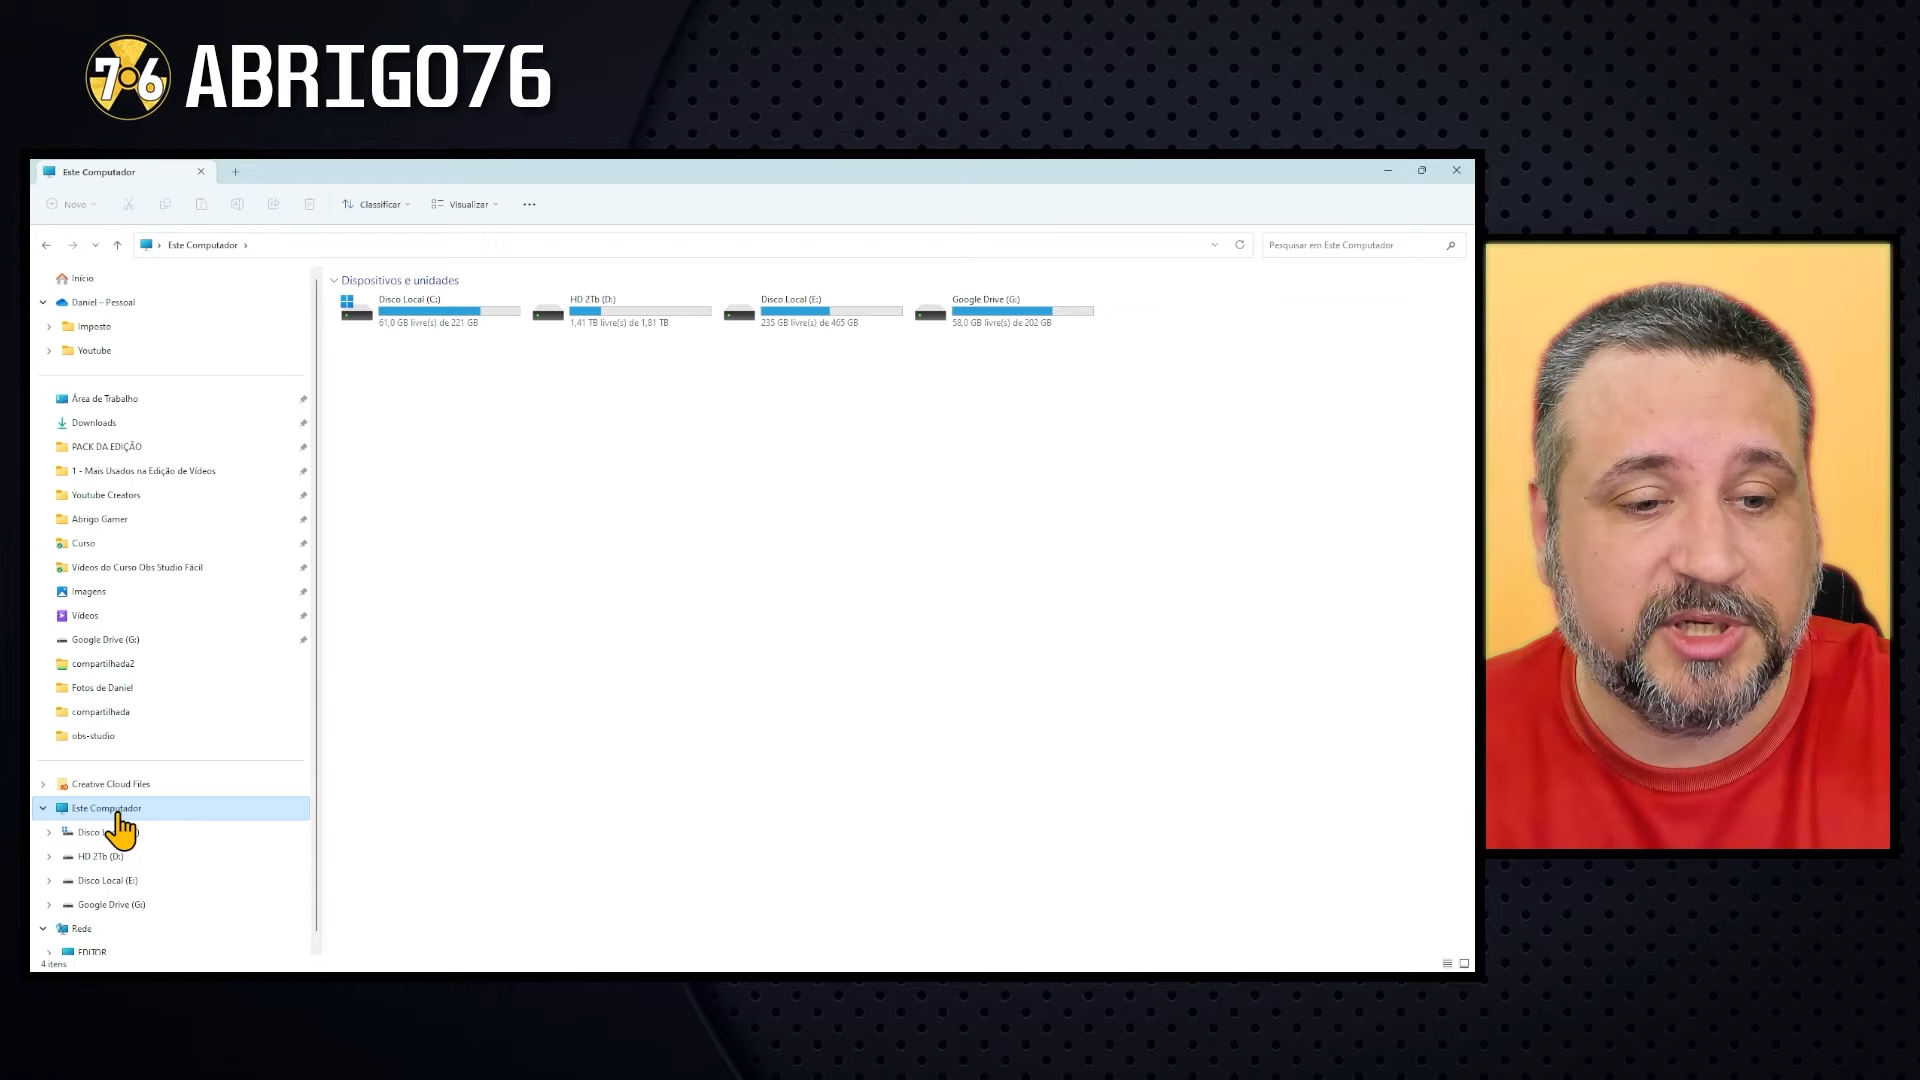 76 ABRIGO76
Este Computador
Novo
Classificar
Visualizar
Este Computador
Pesquisar em Este Computador
Início
Daniel – Pessoal
Imposto
Youtube
Área de Trabalho
Downloads
PACK DA EDIÇÃO
1 - Mais Usados na Edição de Vídeos
Youtube Creators
Abrigo Gamer
Curso
Vídeos do Curso Obs Studio Fácil
Imagens
Vídeos
Google Drive (G:)
compartilhada2
Fotos de Daniel
compartilhada
obs-studio
Creative Cloud Files
Este Computador
Disco
HD 2Tb (D:)
Disco Local (E:)
Google Drive (G:)
Rede
EDITOR
4 itens
Dispositivos e unidades
Disco Local (C:)
61,0 GB livre(s) de 221 GB
HD 2Tb (D:)
1,41 TB livre(s) de 1,81 TB
Disco Local (E:)
235 GB livre(s) de 465 GB
Google Drive (G:)
58,0 GB livre(s) de 202 GB